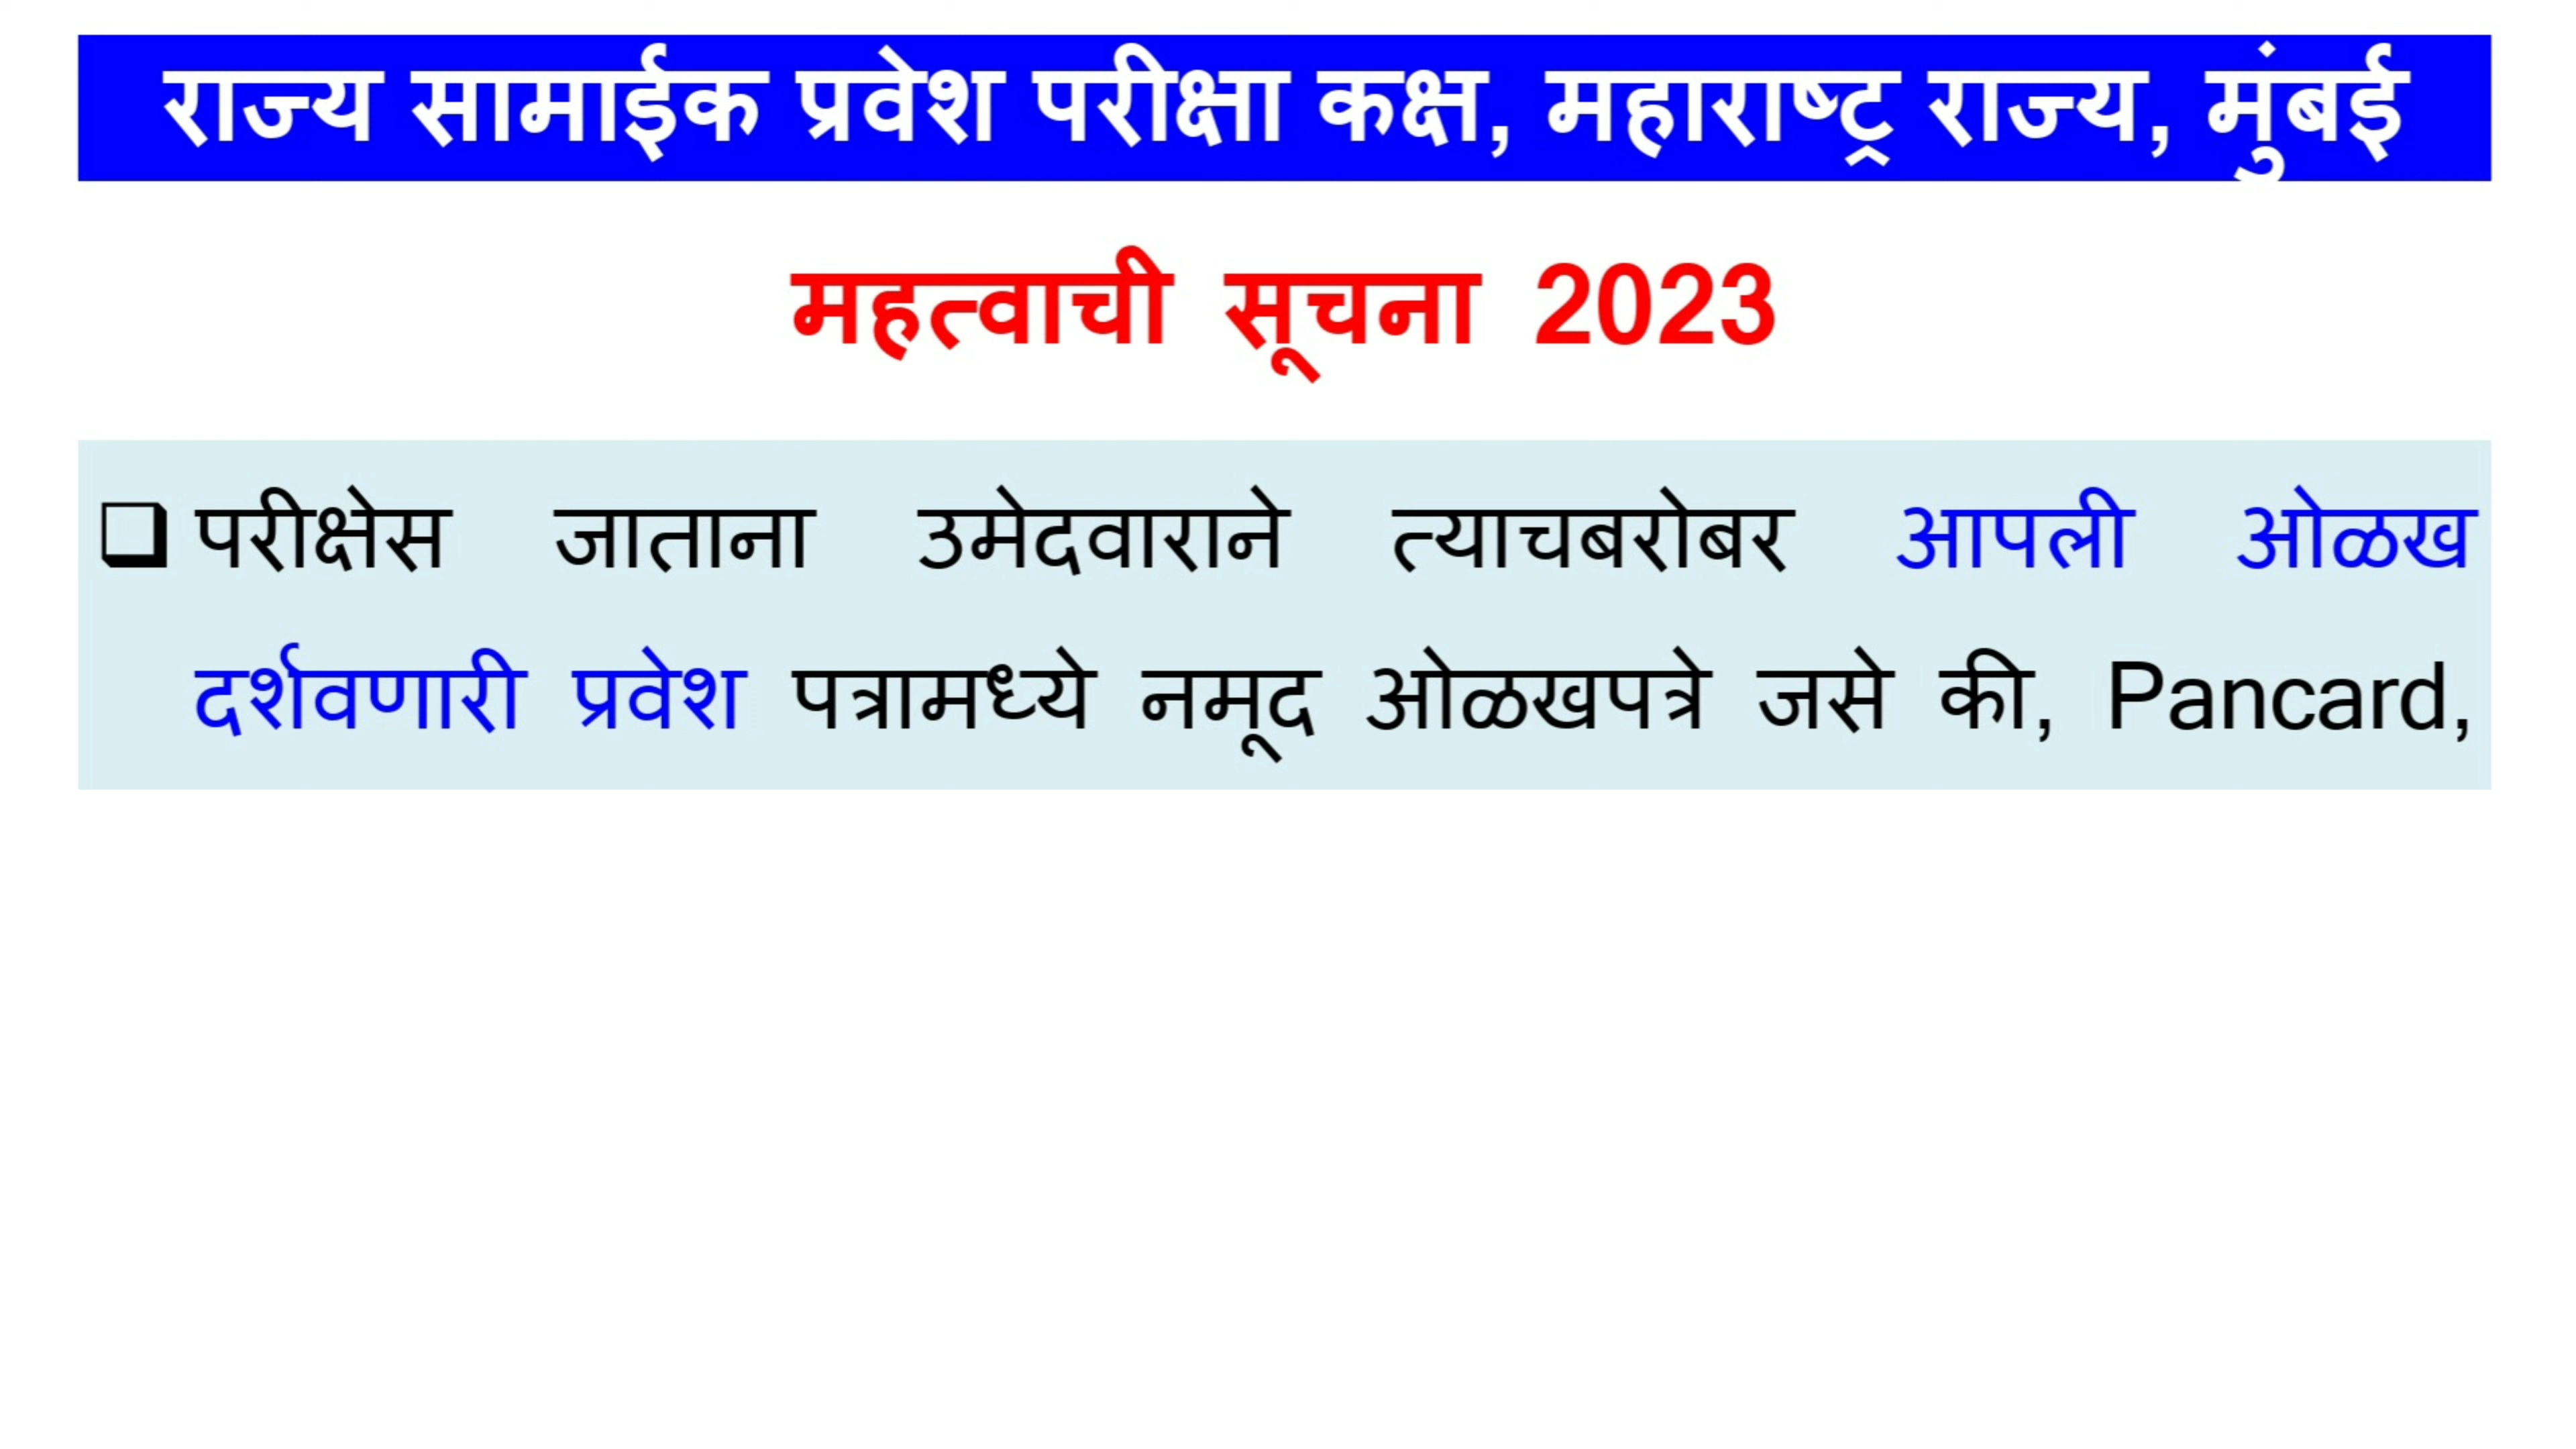 राज्य सामाईक प्रवेश परीक्षा कक्ष, महाराष्ट्र राज्य, मुंबई
महत्वाची सूचना 2023
परीक्षेस जाताना उमेदवाराने त्याचबरोबर आपली ओळख
दर्शवणारी प्रवेश पत्रामध्ये नमूद ओळखपत्रे जसे की, Pancard,